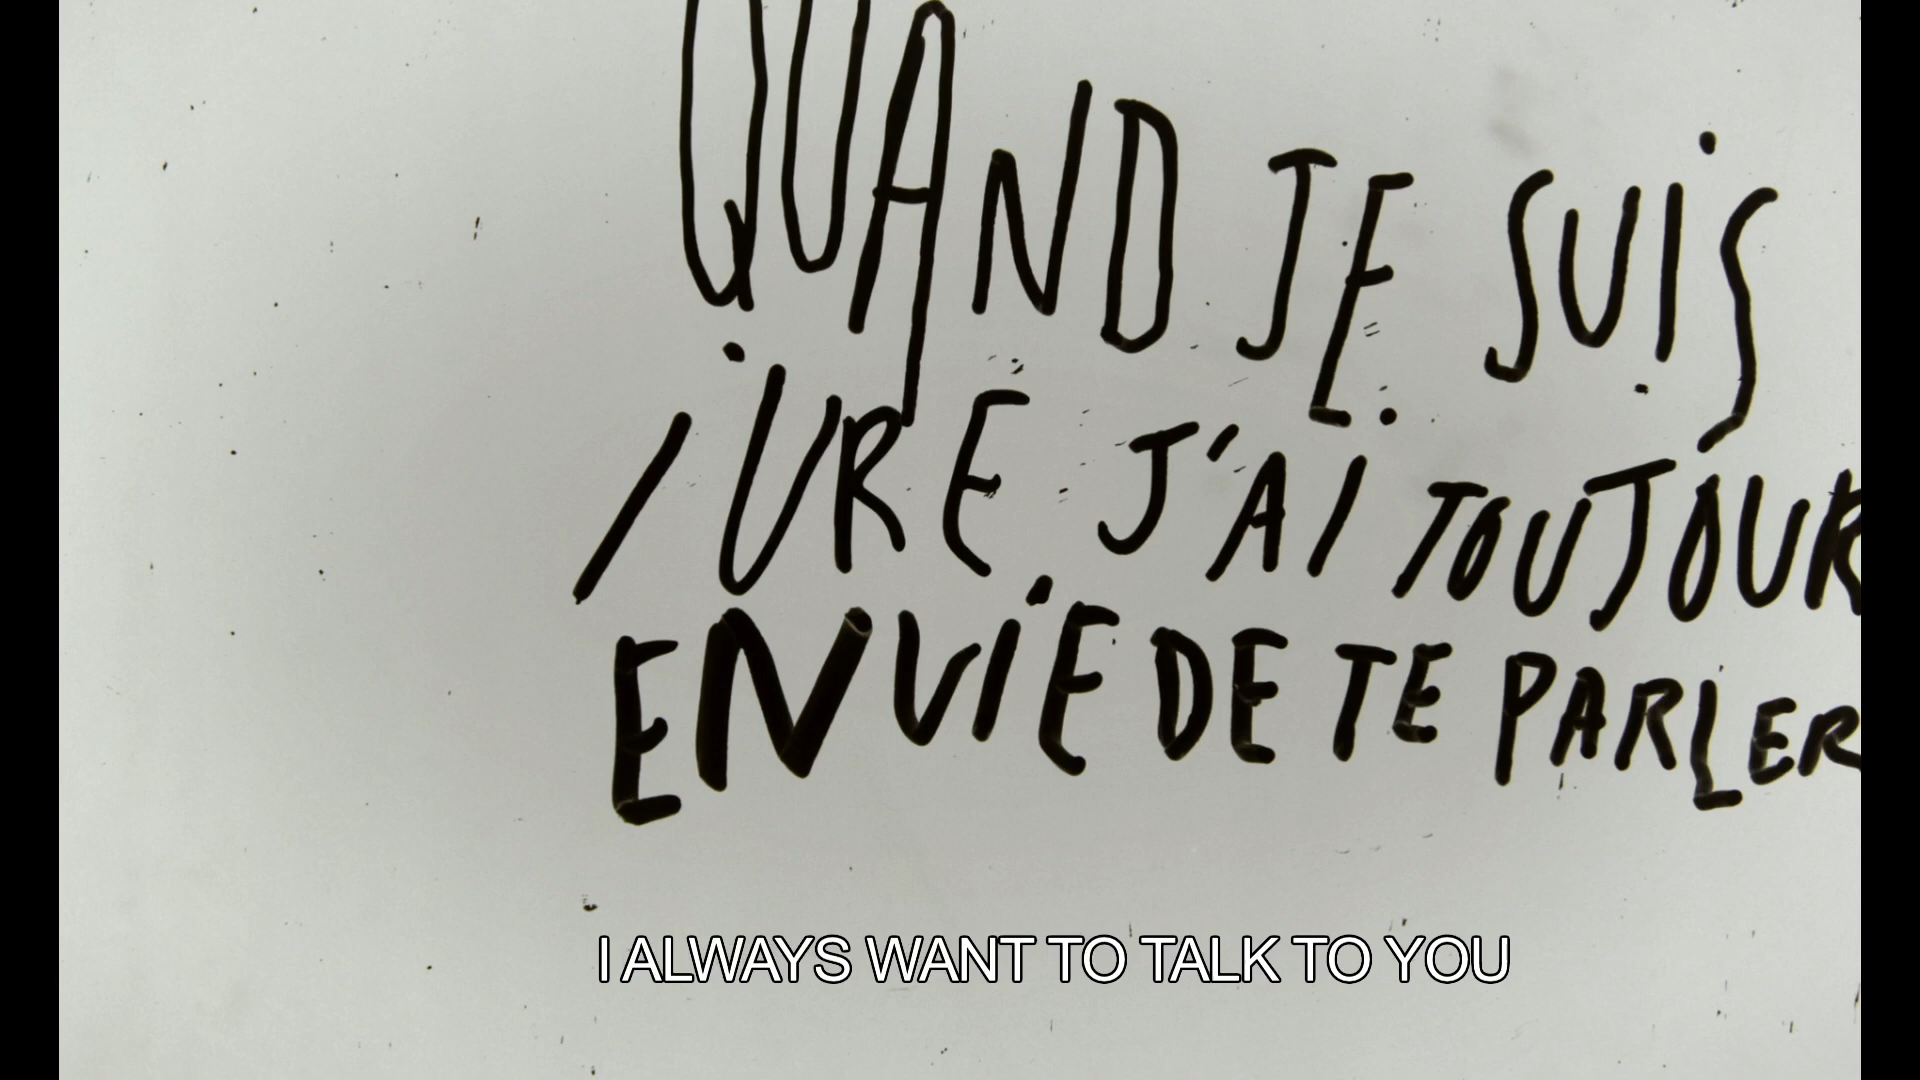 QUAND JE SUIS
IVRE J'AI TOUJOUR
ENVIE DE TE PARLER
I ALWAYS WANT TO TALK TO YOU